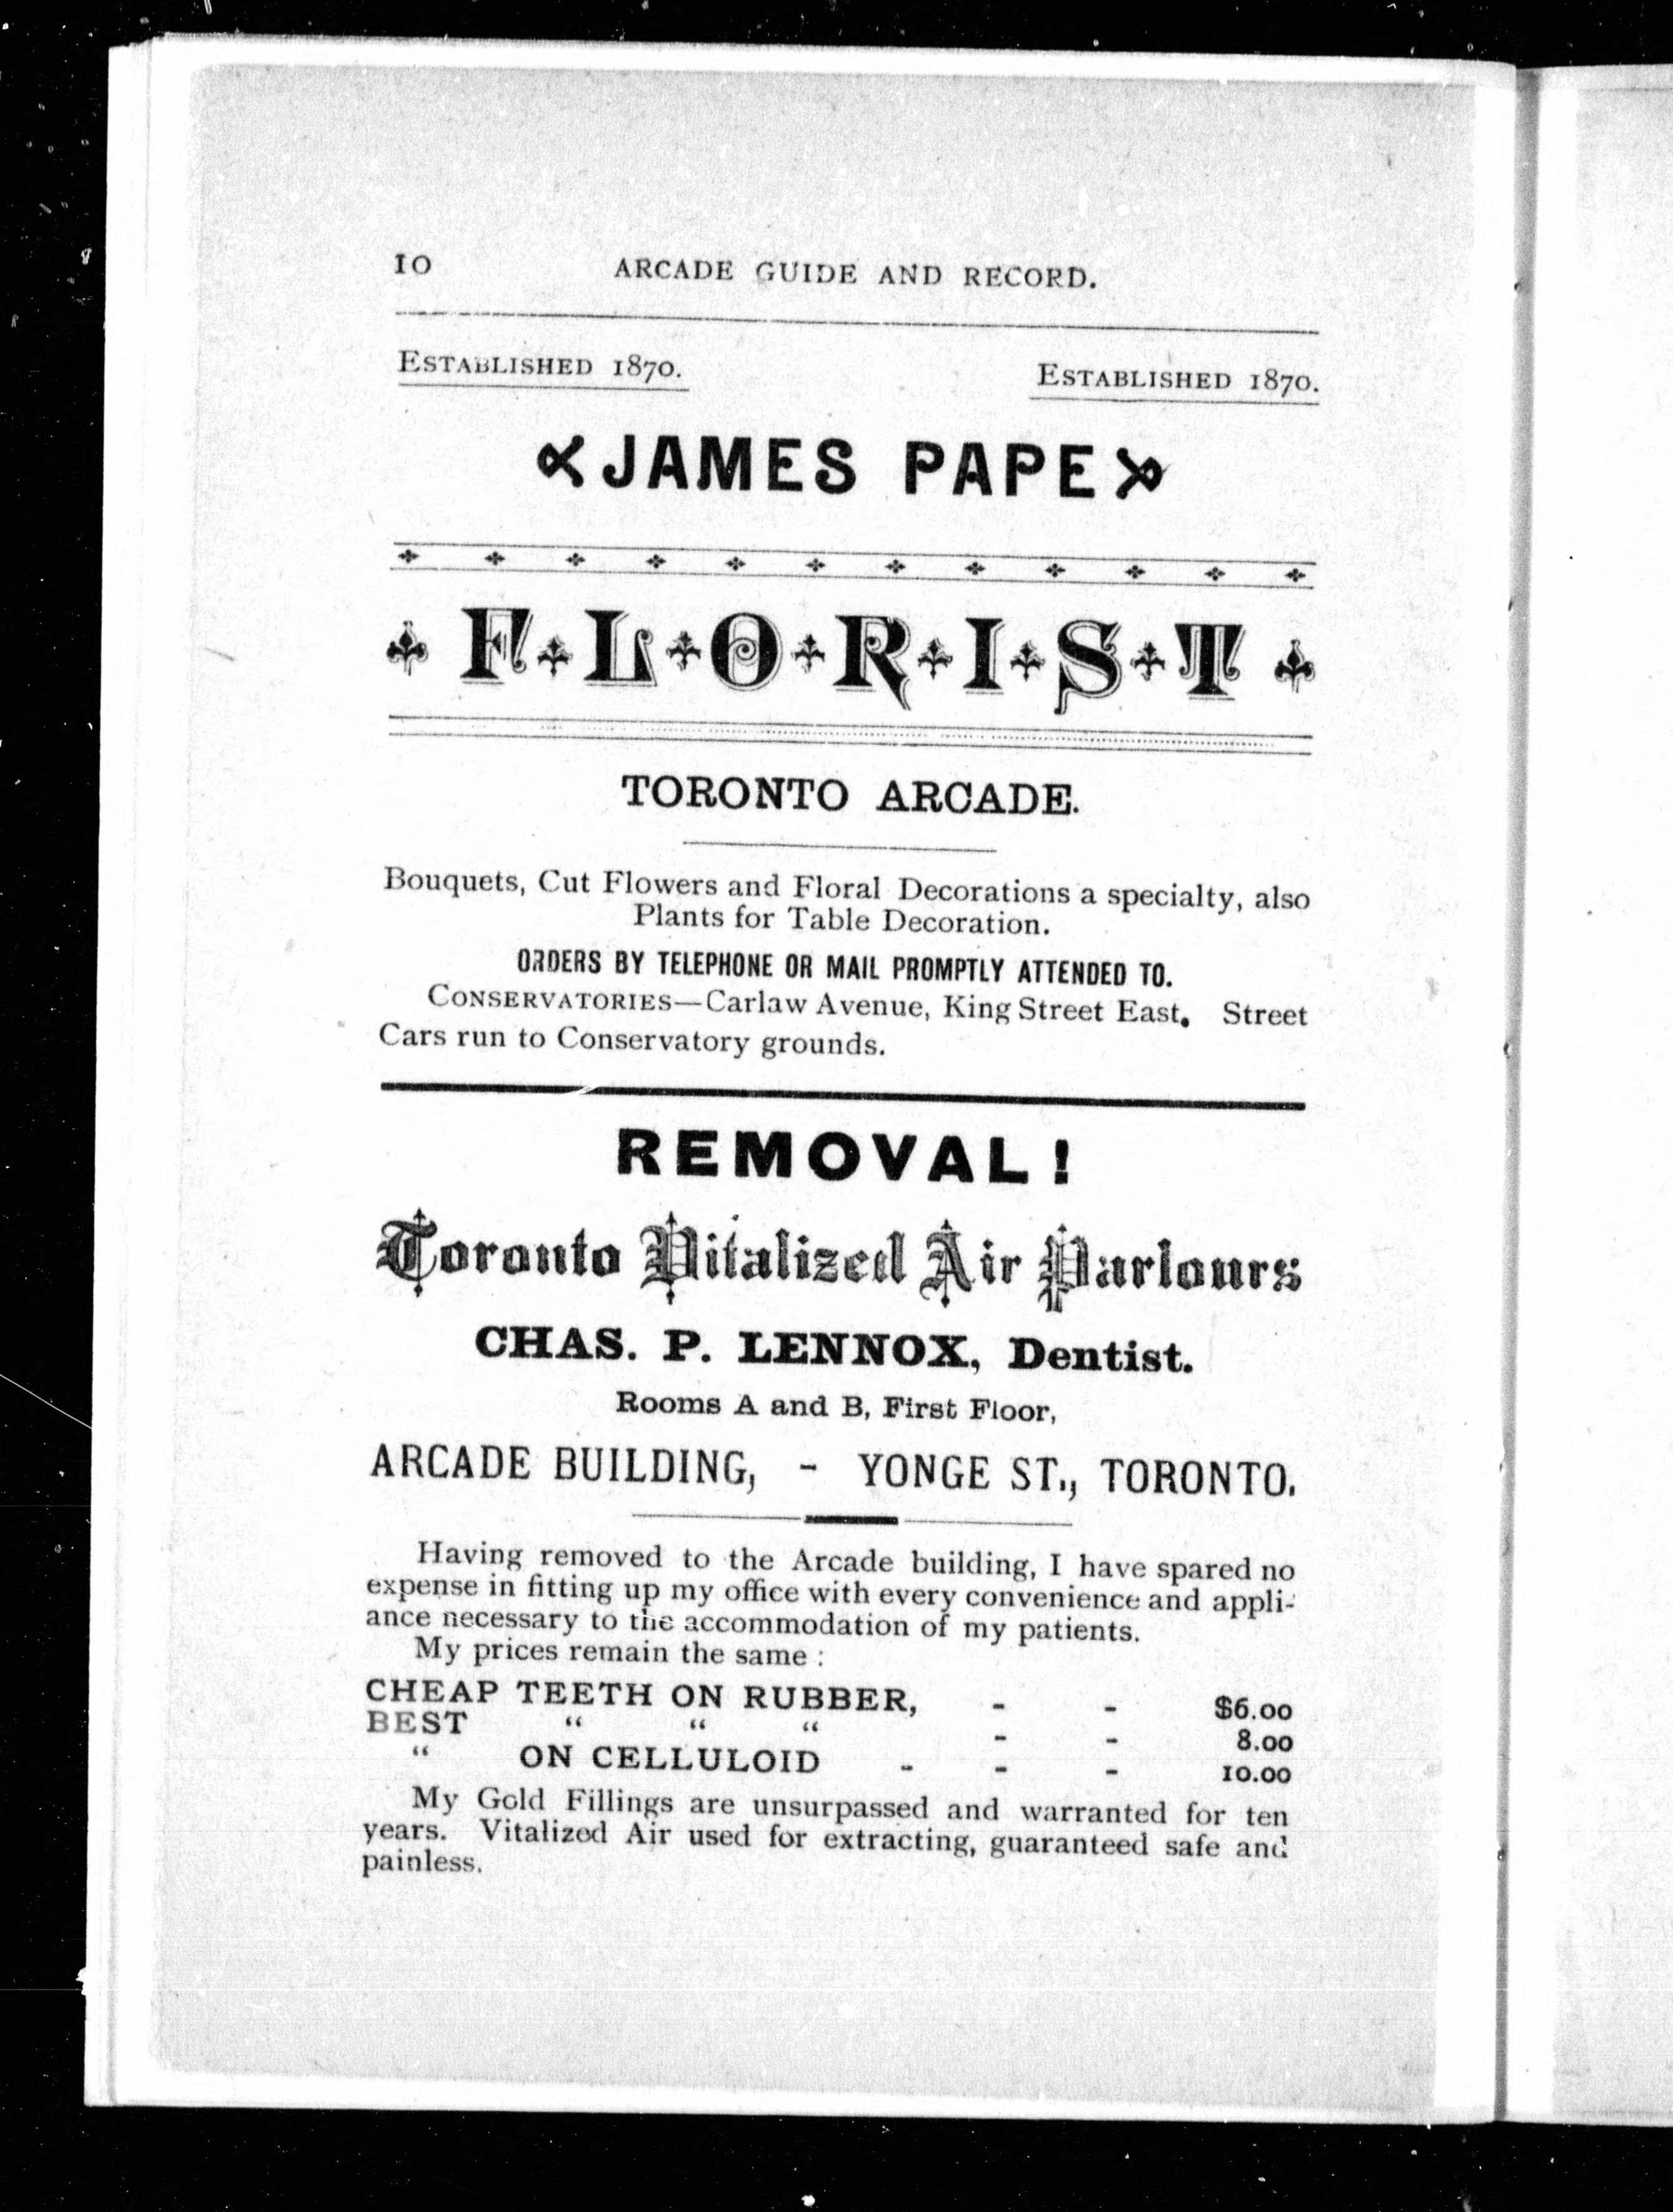 10 ARCADE GUIDE AND RECORD.
ESTABLISHED 1870. ESTABLISHED 1870.
JAMES PAPE
FLORIST
TORONTO ARCADE.
Bouquets, Cut Flowers and Floral Decorations a specialty, also
Plants for Table Decoration.
ORDERS BY TELEPHONE OR MAIL PROMPTLY ATTENDED TO.
CONSERVATORIES—Carlaw Avenue, King Street East. Street
Cars run to Conservatory grounds.
REMOVAL!
Toronto Vitalized Air Parlours
CHAS. P. LENNOX, Dentist.
Rooms A and B, First Floor,
ARCADE BUILDING, - YONGE ST., TORONTO.
Having removed to the Arcade building, I have spared no
expense in fitting up my office with every convenience and appli-
ance necessary to the accommodation of my patients.
My prices remain the same :
CHEAP TEETH ON RUBBER, - - $6.00
BEST " " " - - 8.00
" ON CELLULOID - - - 10.00
My Gold Fillings are unsurpassed and warranted for ten
years. Vitalized Air used for extracting, guaranteed safe and
painless.